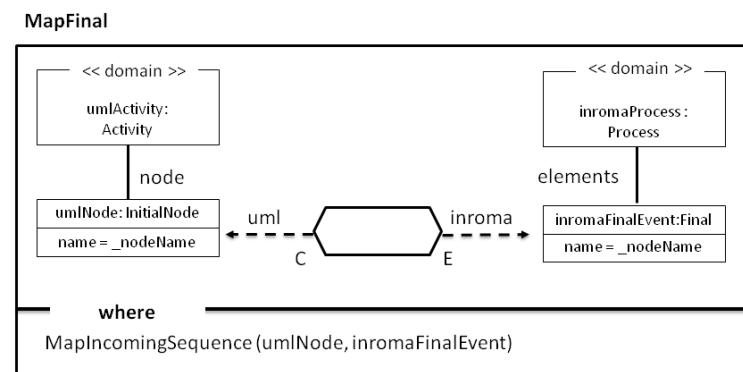 MapFinal
<< domain >>
umlActivity:
Activity
node
umlNode: InitialNode
name = _nodeName
uml
C
inroma
E
<< domain >>
inromaProcess :
Process
elements
inromaFinalEvent:Final
name = _nodeName
where
MapIncomingSequence (umlNode, inromaFinalEvent)